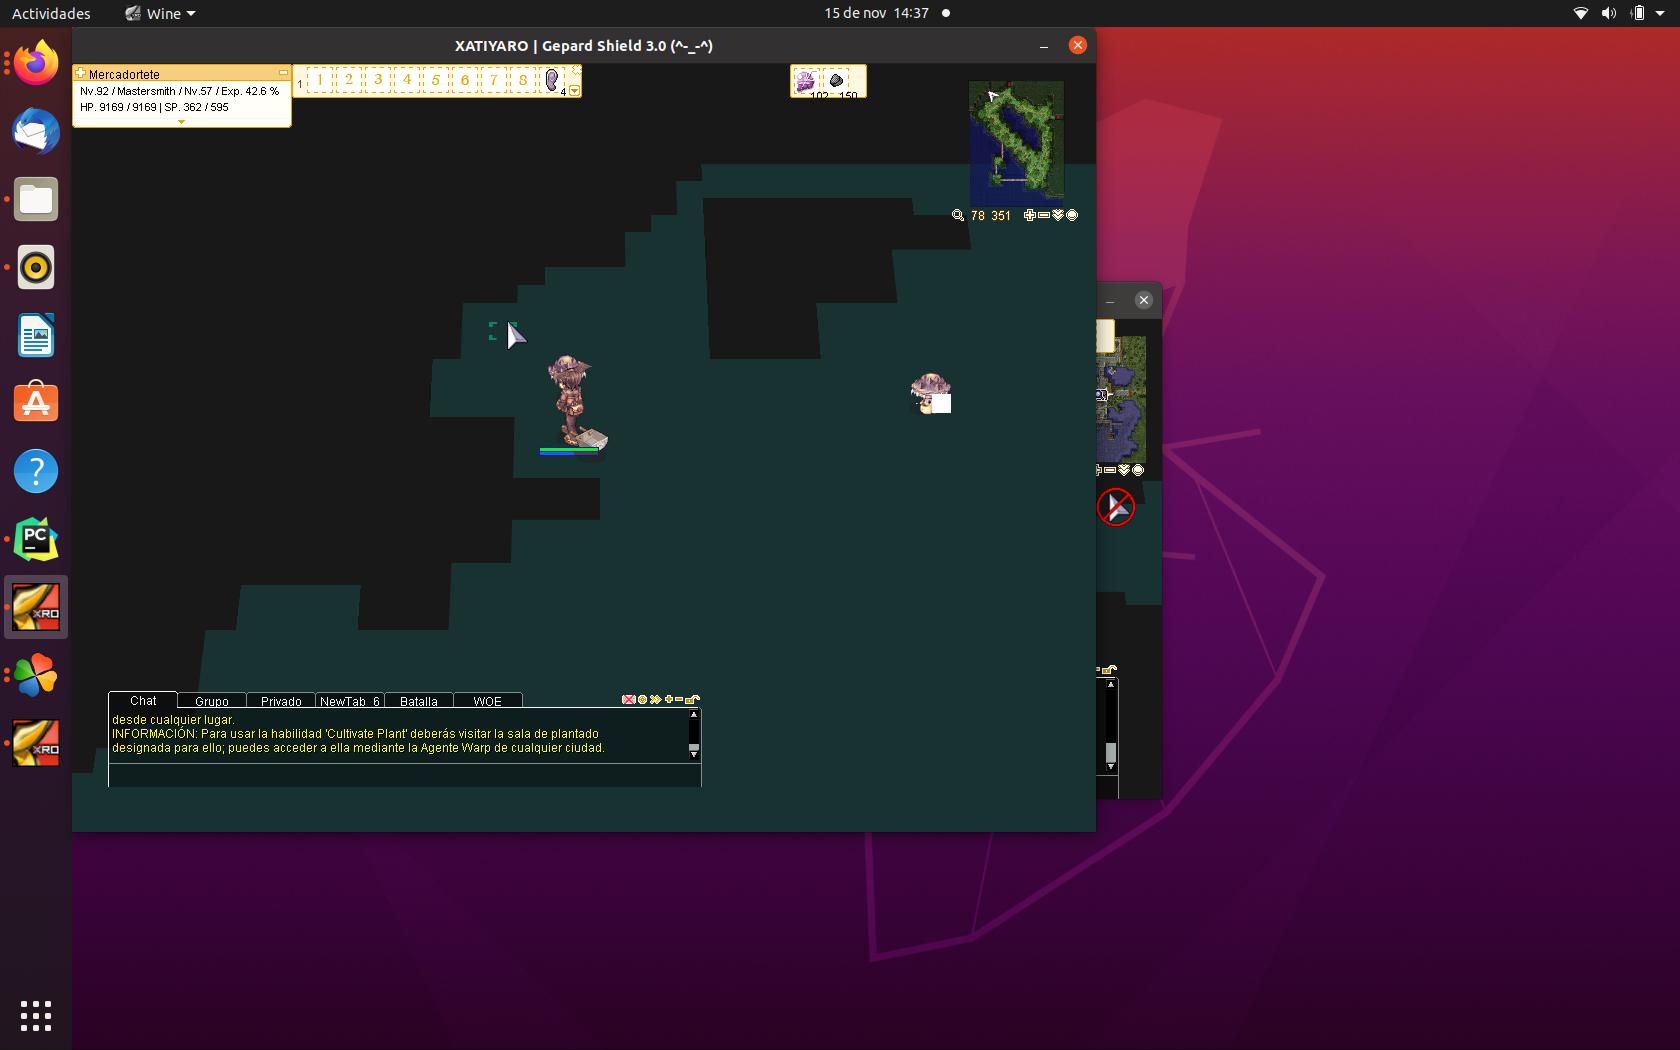 Actividades
Wine
15 de nov 14:37
XATIYARO | Gepard Shield 3.0 (^-_-^)
Mercadortete
Nv.92 / Mastersmith / Nv.57 / Exp. 42.6 %
HP. 9169 / 9169 | SP. 362 / 595
1 1 2 3 4 5 6 7 8 4
102 150
78 351
PC
XRO
XRO
Chat Grupo Privado NewTab_6 Batalla WOE
desde cualquier lugar.
INFORMACIÓN: Para usar la habilidad 'Cultivate Plant' deberás visitar la sala de plantado
designada para ello; puedes acceder a ella mediante la Agente Warp de cualquier ciudad.